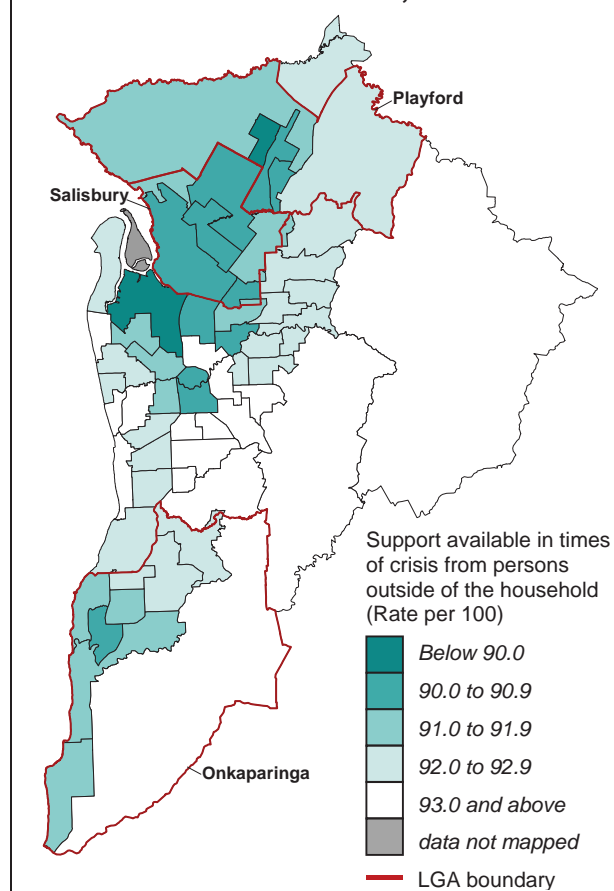 Playford
Salisbury
Support available in times
of crisis from persons
outside of the household
(Rate per 100)
Below 90.0
90.0 to 90.9
91.0 to 91.9
92.0 to 92.9
93.0 and above
data not mapped
LGA boundary
Onkaparinga